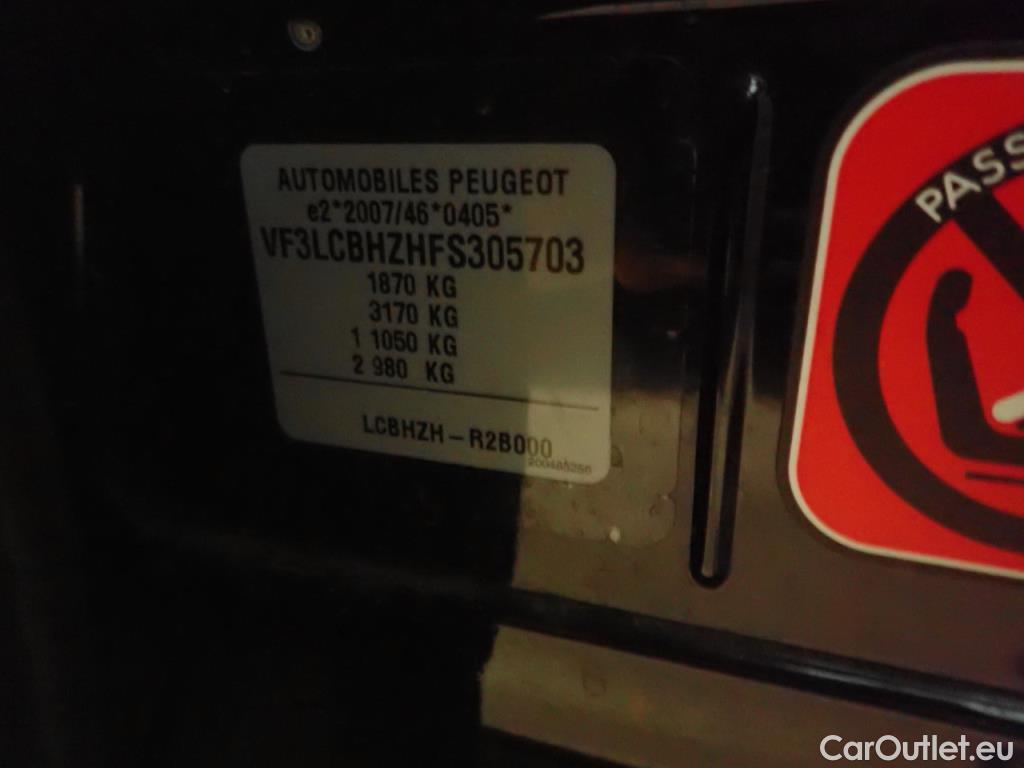 AUTOMOBILES PEUGEOT
e2*2007/46*0405*
VF3LCBHZHFS305703
1870 KG
3170 KG
1 1050 KG
2 980 KG
LCBHZH - R2B000
PASS
CarOutlet.eu